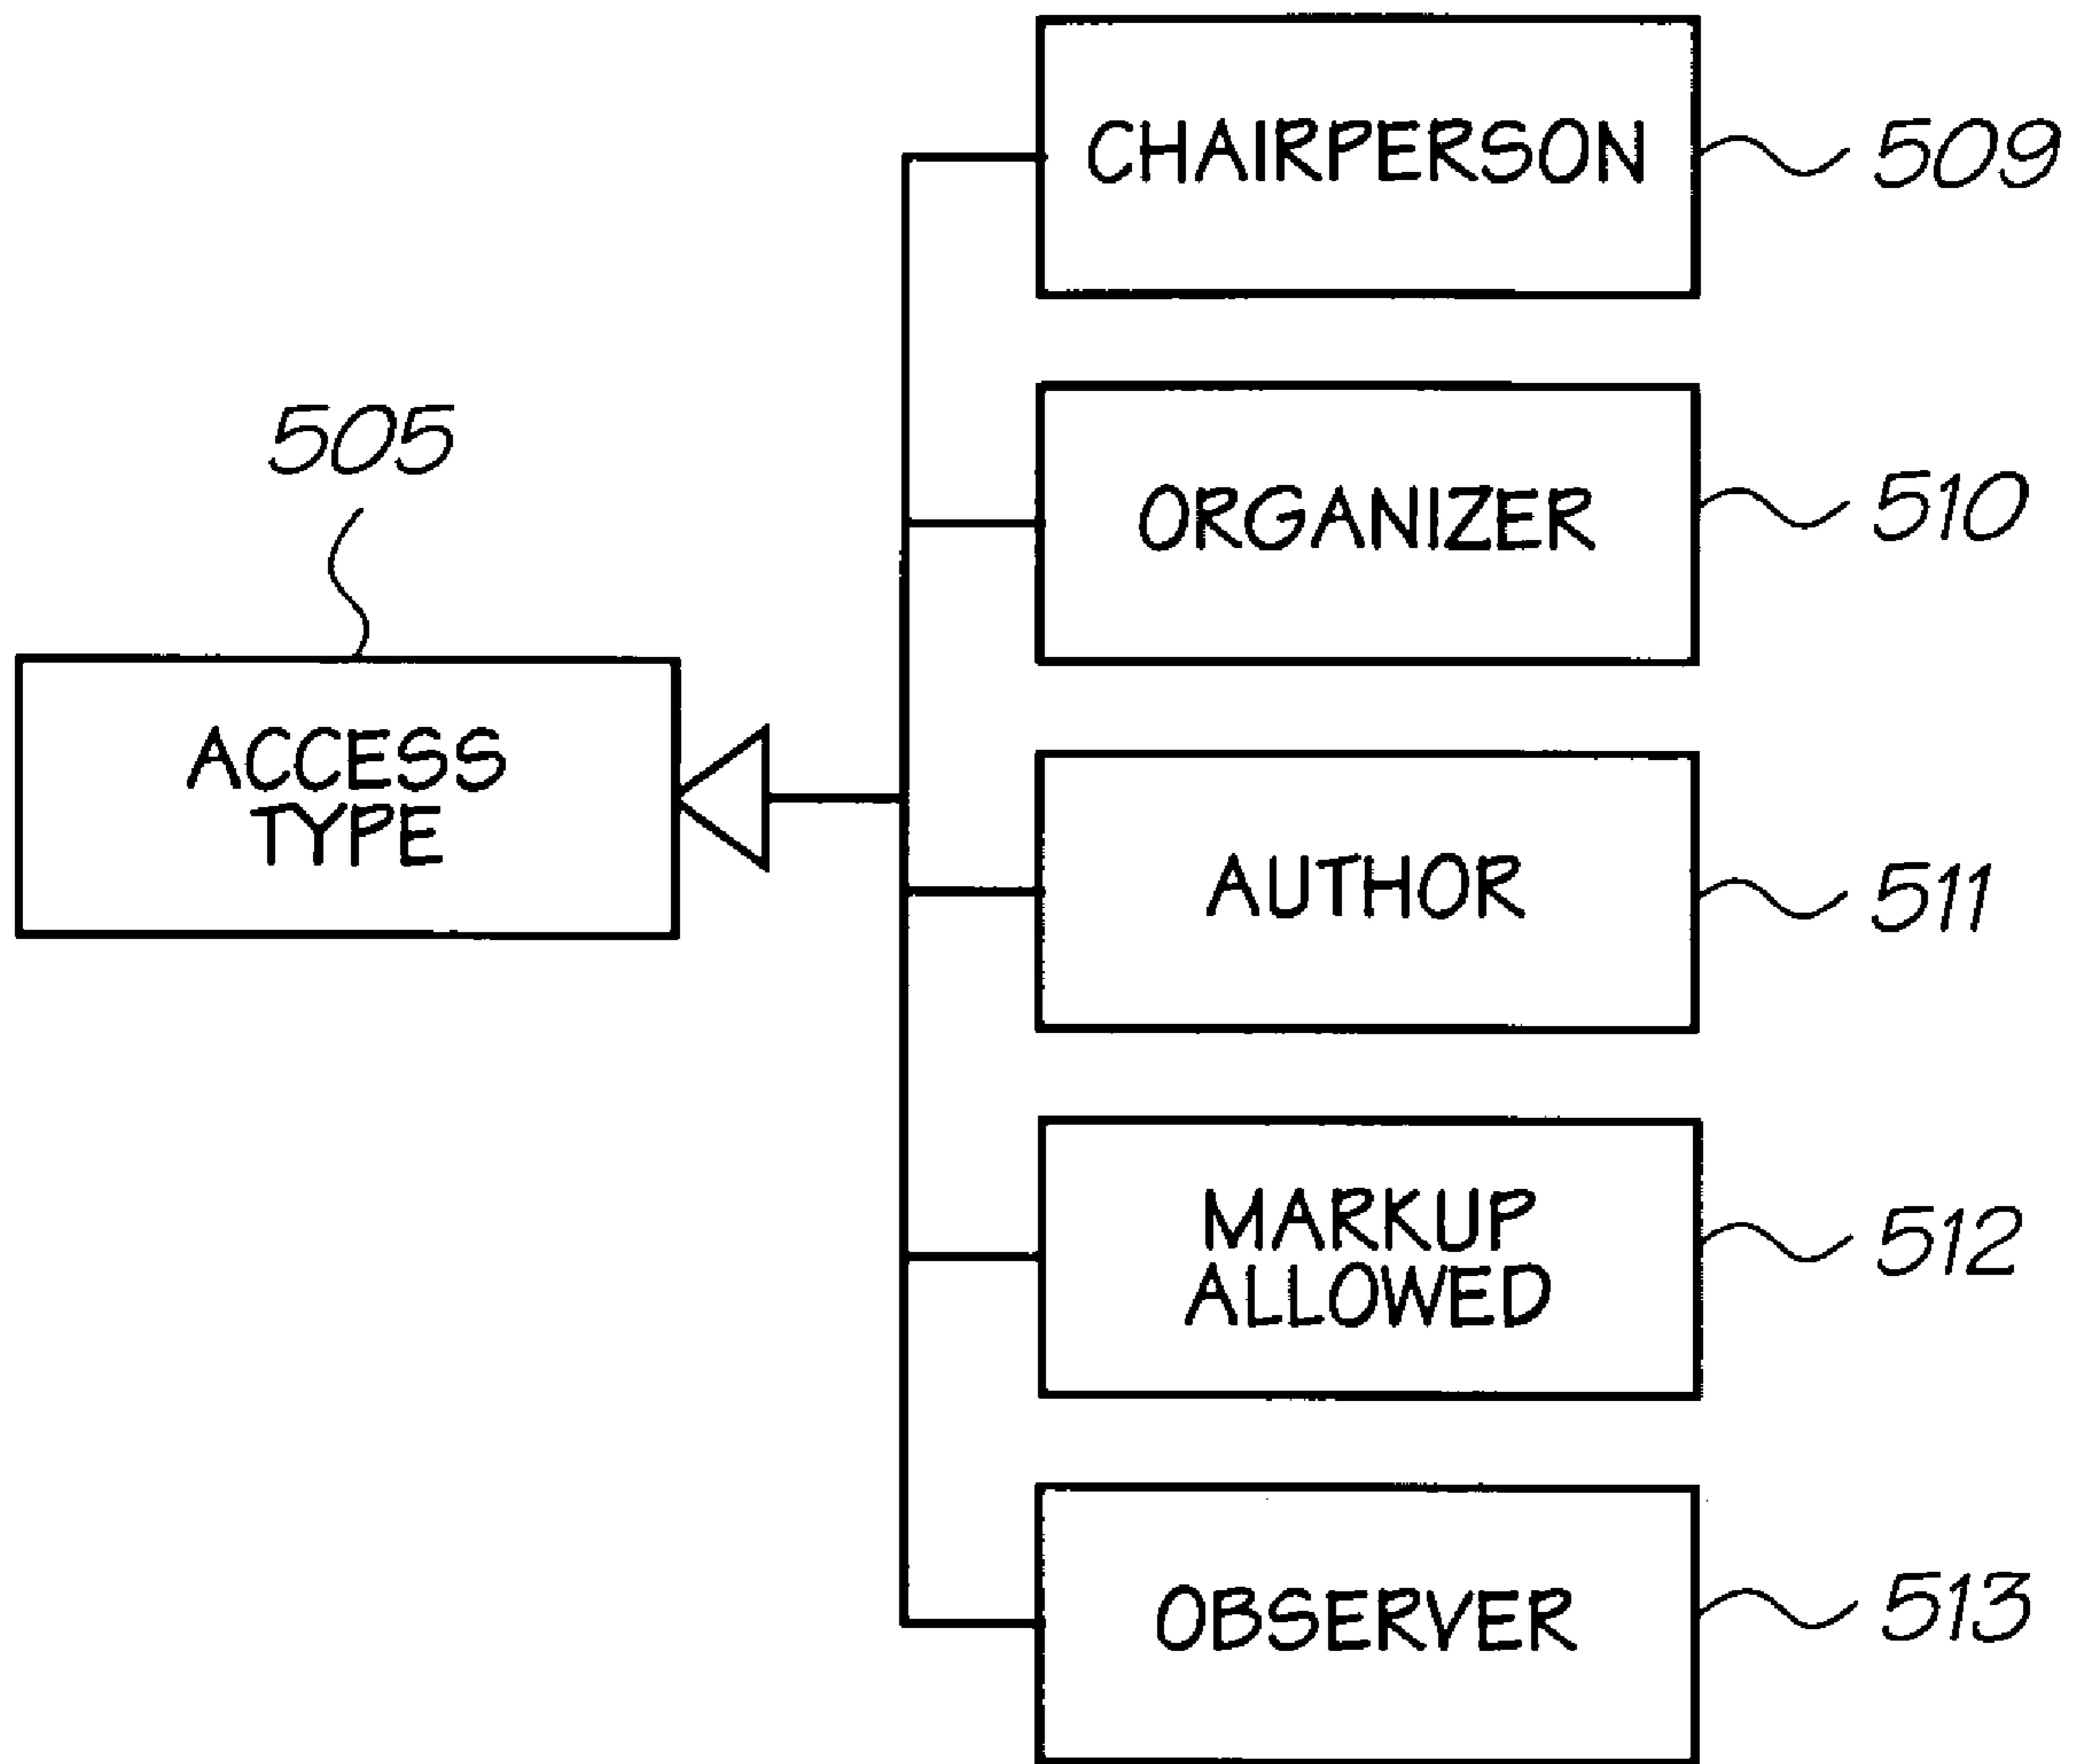 CHAIRPERSON
509
505
ORGANIZER
510
ACCESS
TYPE
AUTHOR
511
MARKUP
ALLOWED
512
OBSERVER
513